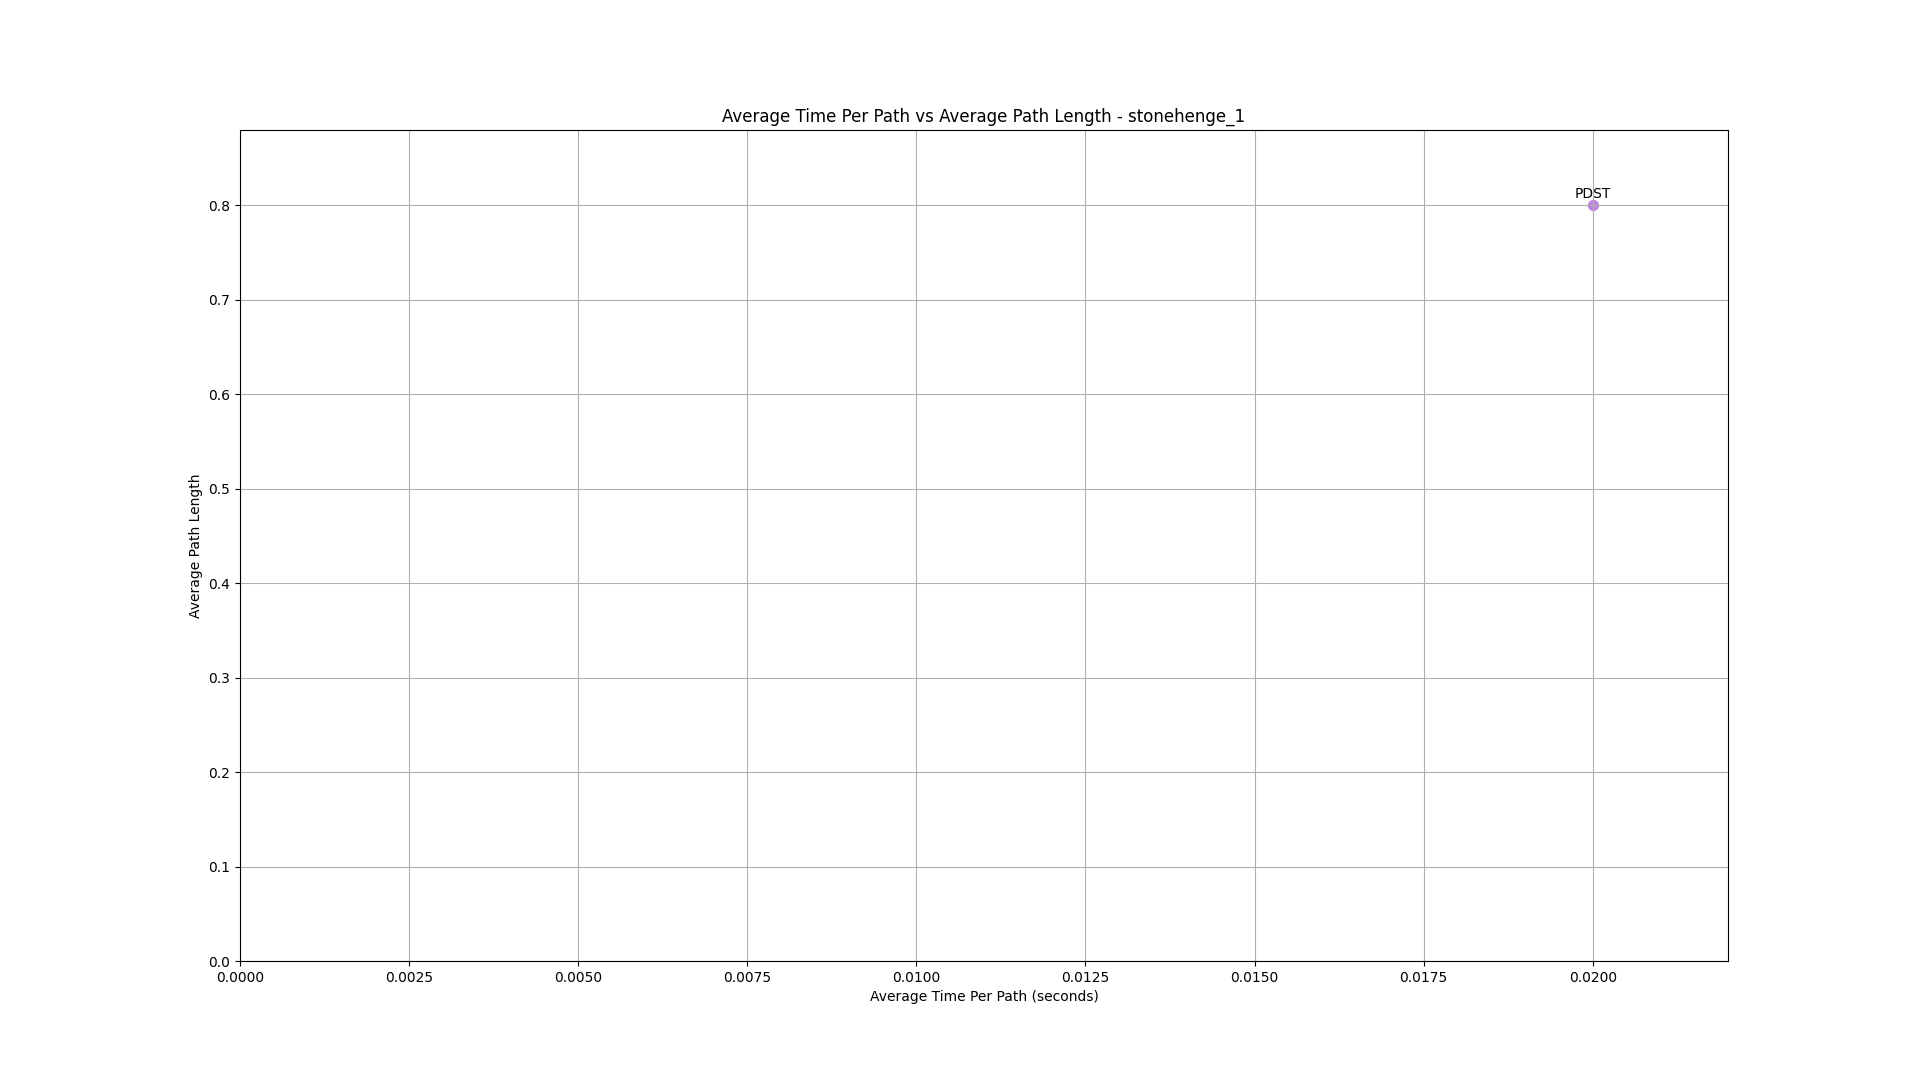 Average Time Per Path vs Average Path Length - stonehenge_1
PDST
0.8
0.7
0.6
0.5
0.4
0.3
0.2
0.1
0.0
Average Path Length
0.0000 0.0025 0.0050 0.0075 0.0100 0.0125 0.0150 0.0175 0.0200
Average Time Per Path (seconds)